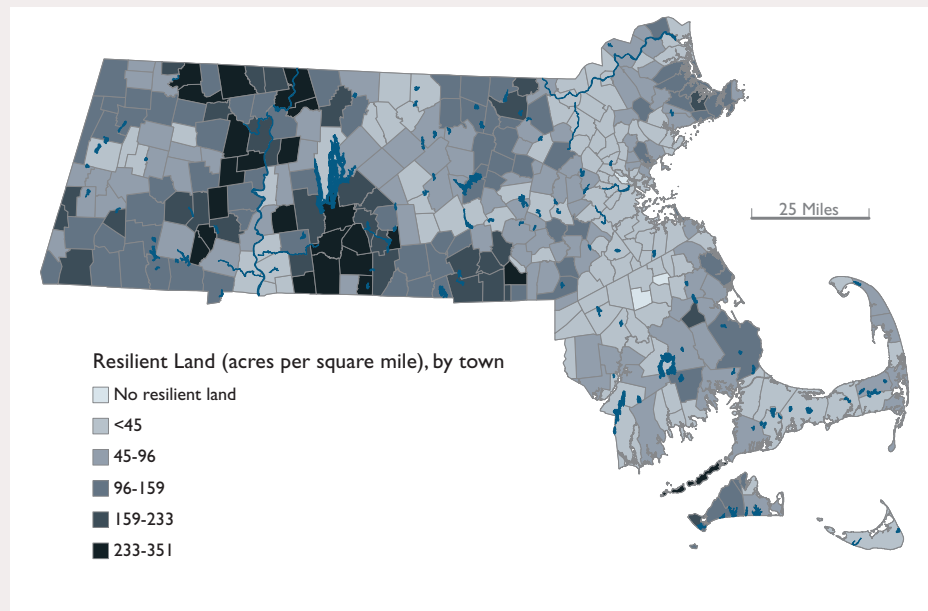 25 Miles
Resilient Land (acres per square mile), by town
No resilient land
<45
45-96
96-159
159-233
233-351